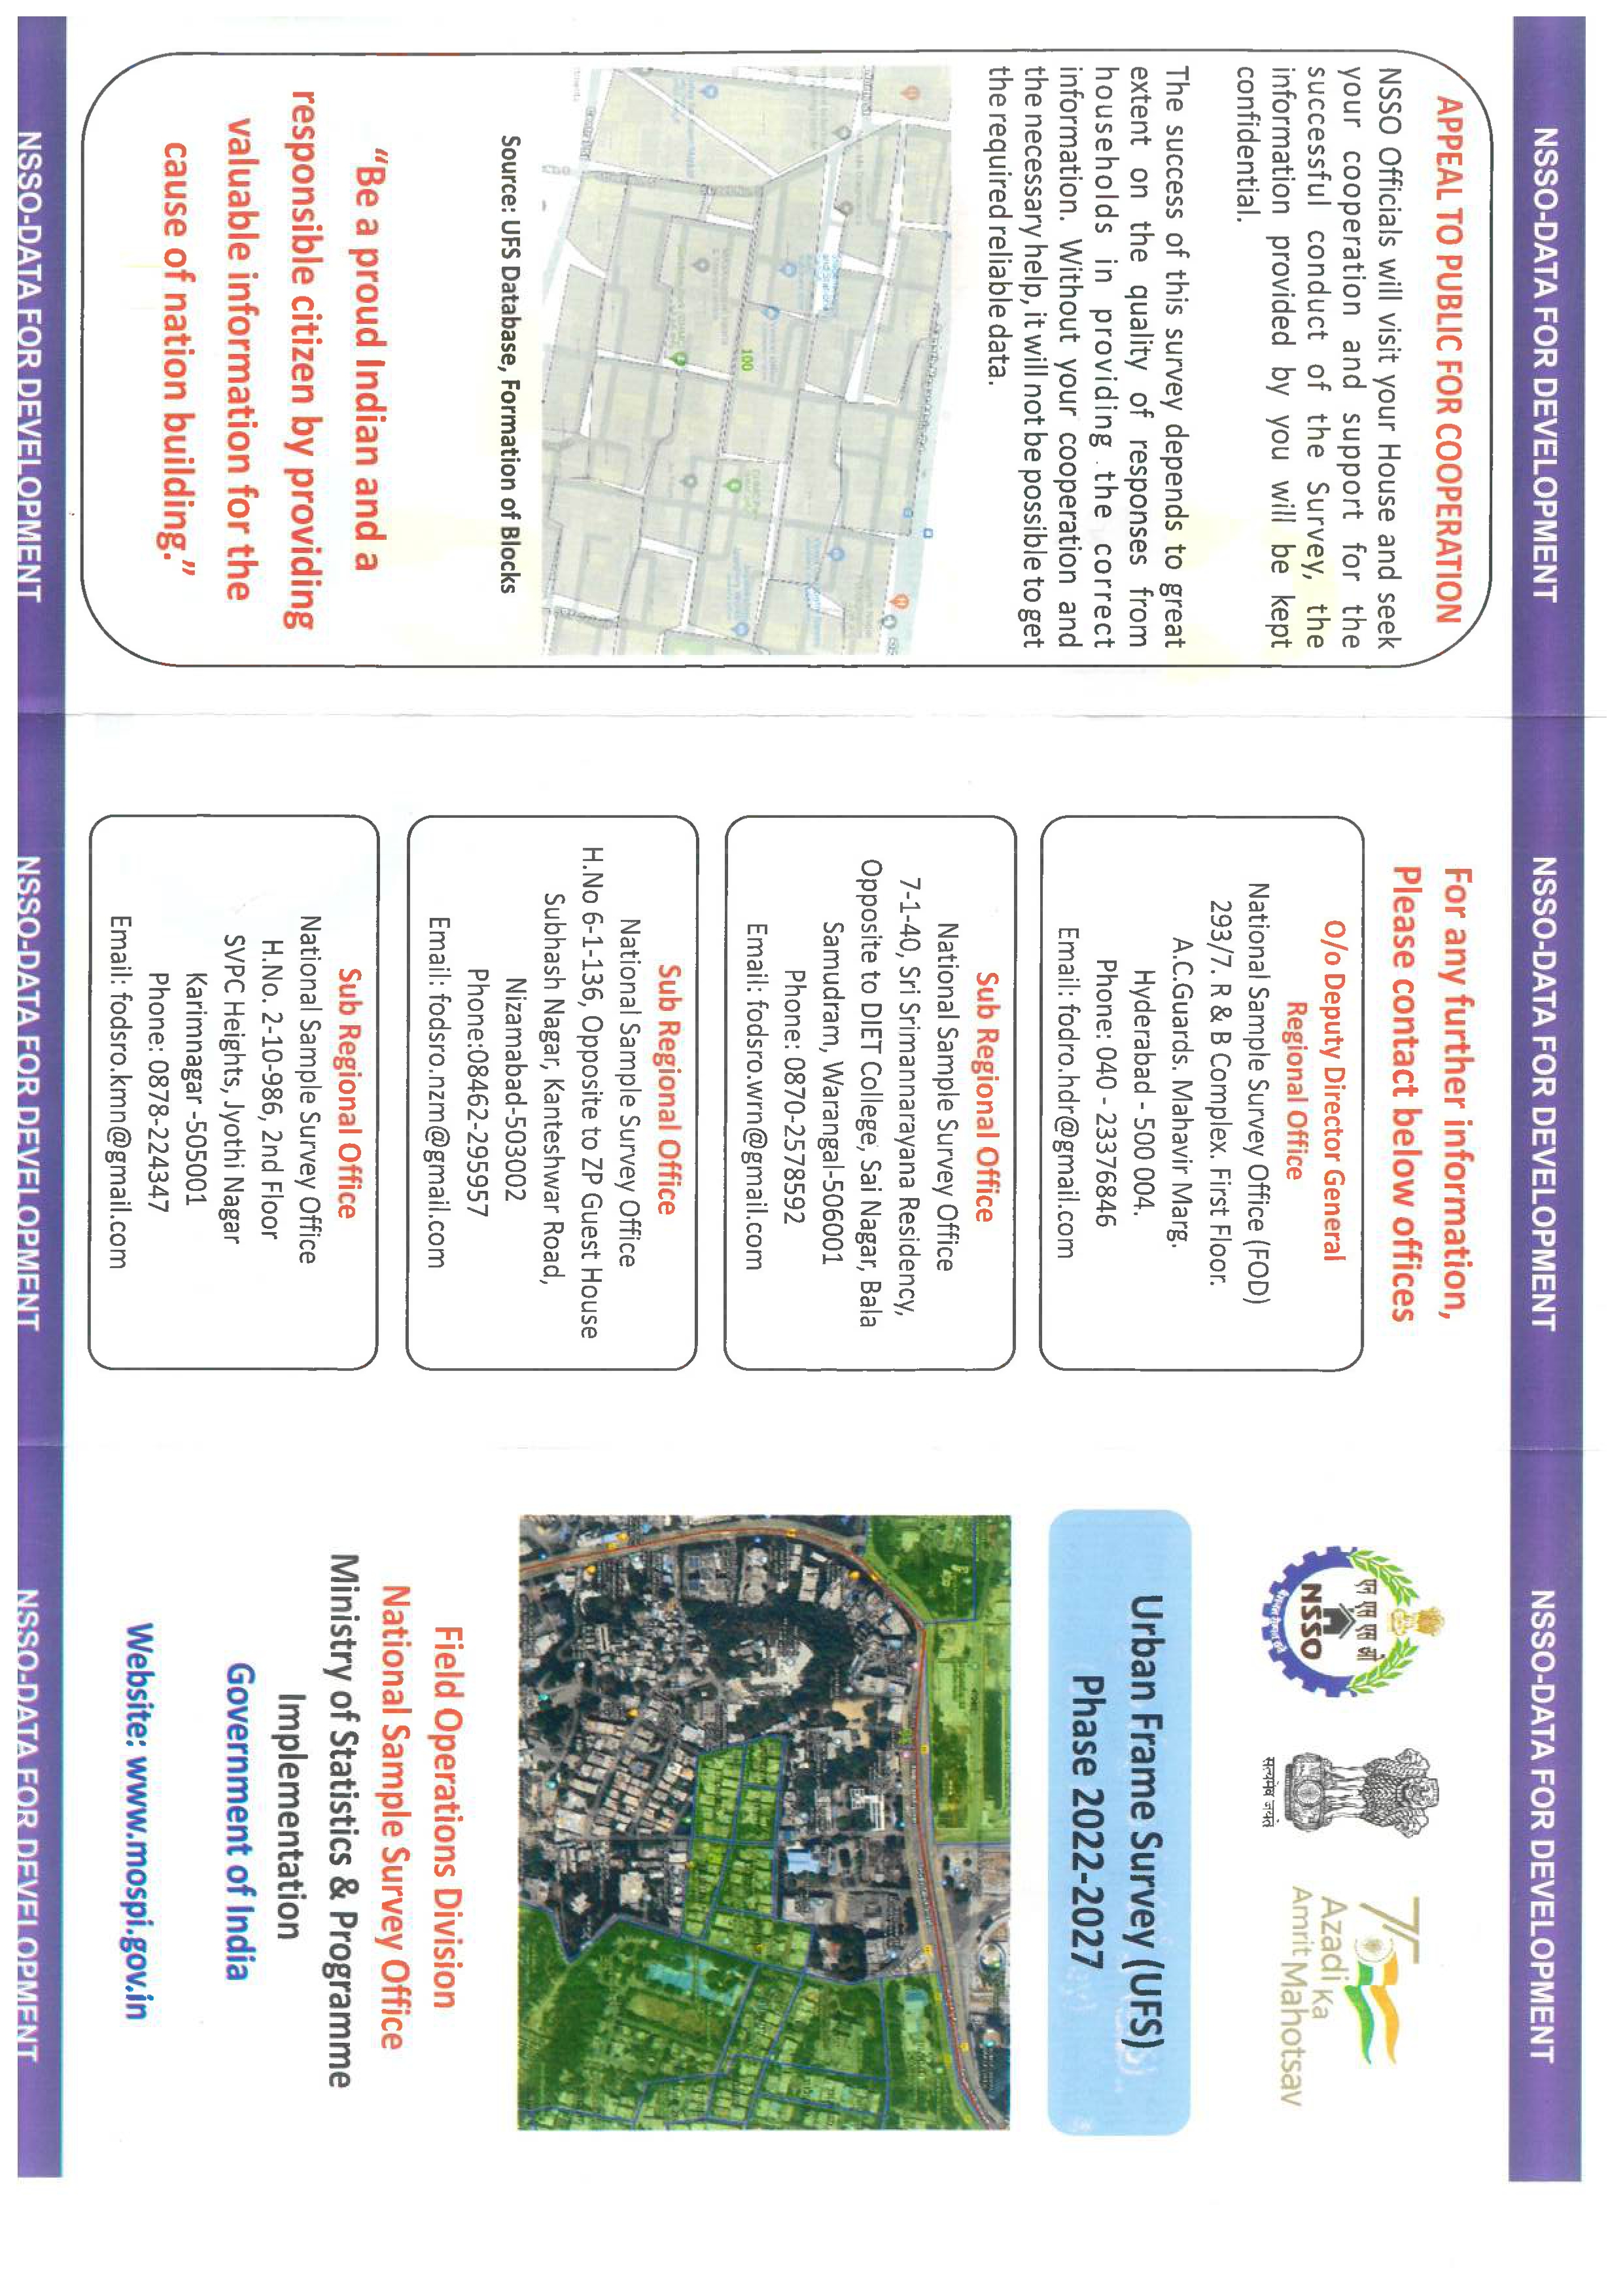 NSSO-DATA FOR DEVELOPMENT
APPEAL TO PUBLIC FOR COOPERATION
NSSO Officials will visit your House and seek
your cooperation and support for the
successful conduct of the Survey, the
information provided by you will be kept
confidential.
The success of this survey depends to great
extent on the quality of responses from
households in providing the correct
information. Without your cooperation and
the necessary help, it will not be possible to get
the required reliable data.
100
Source: UFS Database, Formation of Blocks
“Be a proud Indian and a
responsible citizen by providing
valuable information for the
cause of nation building.”
NSSO-DATA FOR DEVELOPMENT
NSSO-DATA FOR DEVELOPMENT
For any further information,
Please contact below offices
O/o Deputy Director General
Regional Office
National Sample Survey Office (FOD)
293/7. R & B Complex. First Floor.
A.C.Guards. Mahavir Marg.
Hyderabad - 500 004.
Phone: 040 - 23376846
Email: fodro.hdr@gmail.com
Sub Regional Office
National Sample Survey Office
7-1-40, Sri Srimannarayana Residency,
Opposite to DIET College, Sai Nagar, Bala
Samudram, Warangal-506001
Phone: 0870-2578592
Email: fodsro.wrn@gmail.com
Sub Regional Office
National Sample Survey Office
H.No 6-1-136, Opposite to ZP Guest House
Subhash Nagar, Kanteshwar Road,
Nizamabad-503002
Phone:08462-295957
Email: fodsro.nzm@gmail.com
Sub Regional Office
National Sample Survey Office
H.No. 2-10-986, 2nd Floor
SVPC Heights, Jyothi Nagar
Karimnagar -505001
Phone: 0878-224347
Email: fodsro.kmn@gmail.com
NSSO-DATA FOR DEVELOPMENT
NSSO-DATA FOR DEVELOPMENT
एन एस एस ओ
NSSO
सत्यमेव जयते
75
Azadi Ka
Amrit Mahotsav
Urban Frame Survey (UFS)
Phase 2022-2027
Field Operations Division
National Sample Survey Office
Ministry of Statistics & Programme
Implementation
Government of India
Website: www.mospi.gov.in
NSSO-DATA FOR DEVELOPMENT